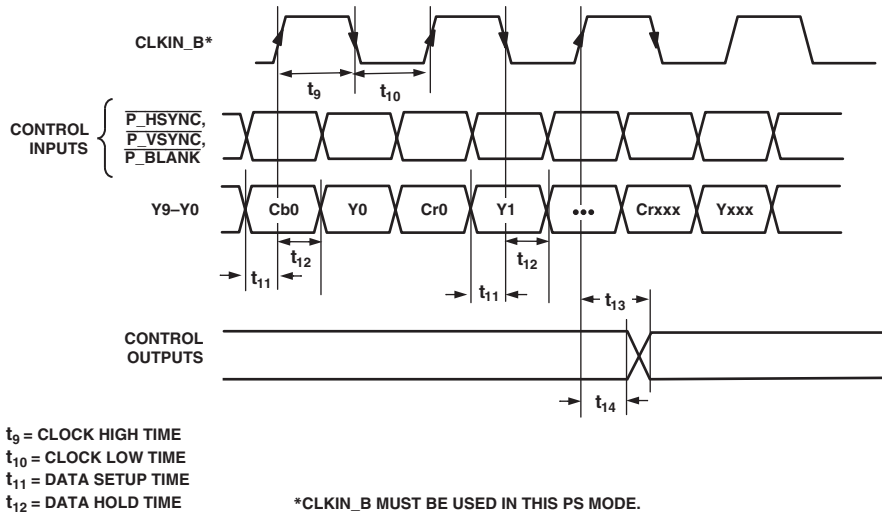 CLKIN_B*
t9
t10
CONTROL
INPUTS
P_HSYNC,
P_VSYNC,
P_BLANK
Y9–Y0
Cb0
Y0
Cr0
Y1
•••
Crxxx
Yxxx
t12
t12
t11
t11
t13
CONTROL
OUTPUTS
t14
t9 = CLOCK HIGH TIME
t10 = CLOCK LOW TIME
t11 = DATA SETUP TIME
t12 = DATA HOLD TIME
*CLKIN_B MUST BE USED IN THIS PS MODE.